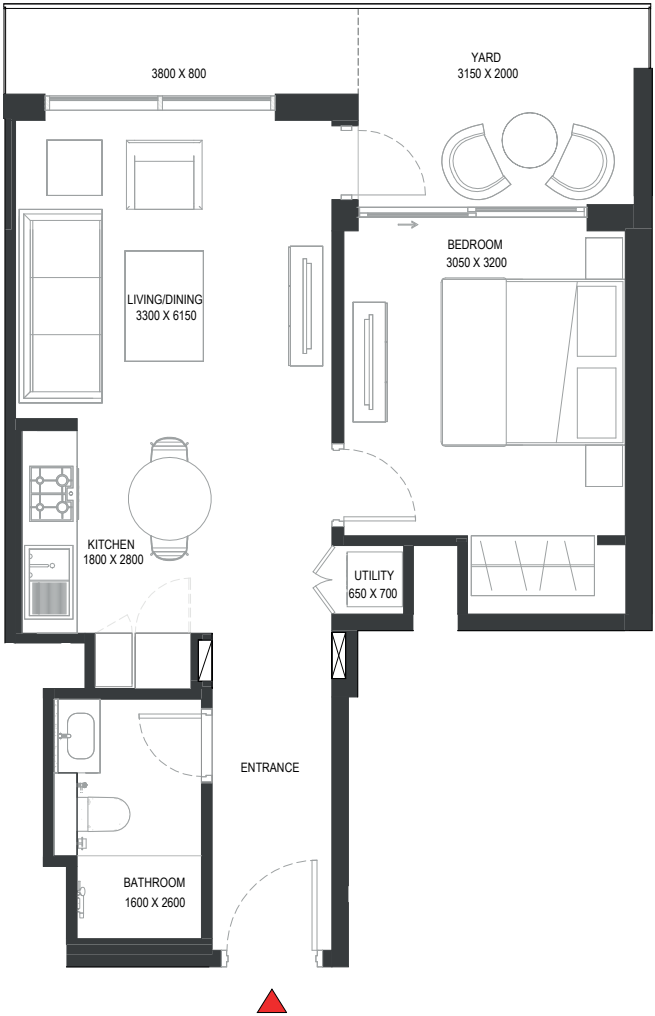 YARD
3150 X 2000
3800 X 800
BEDROOM
3050 X 3200
LIVING/DINING
3300 X 6150
KITCHEN
1800 X 2800
UTILITY
650 X 700
ENTRANCE
BATHROOM
1600 X 2600